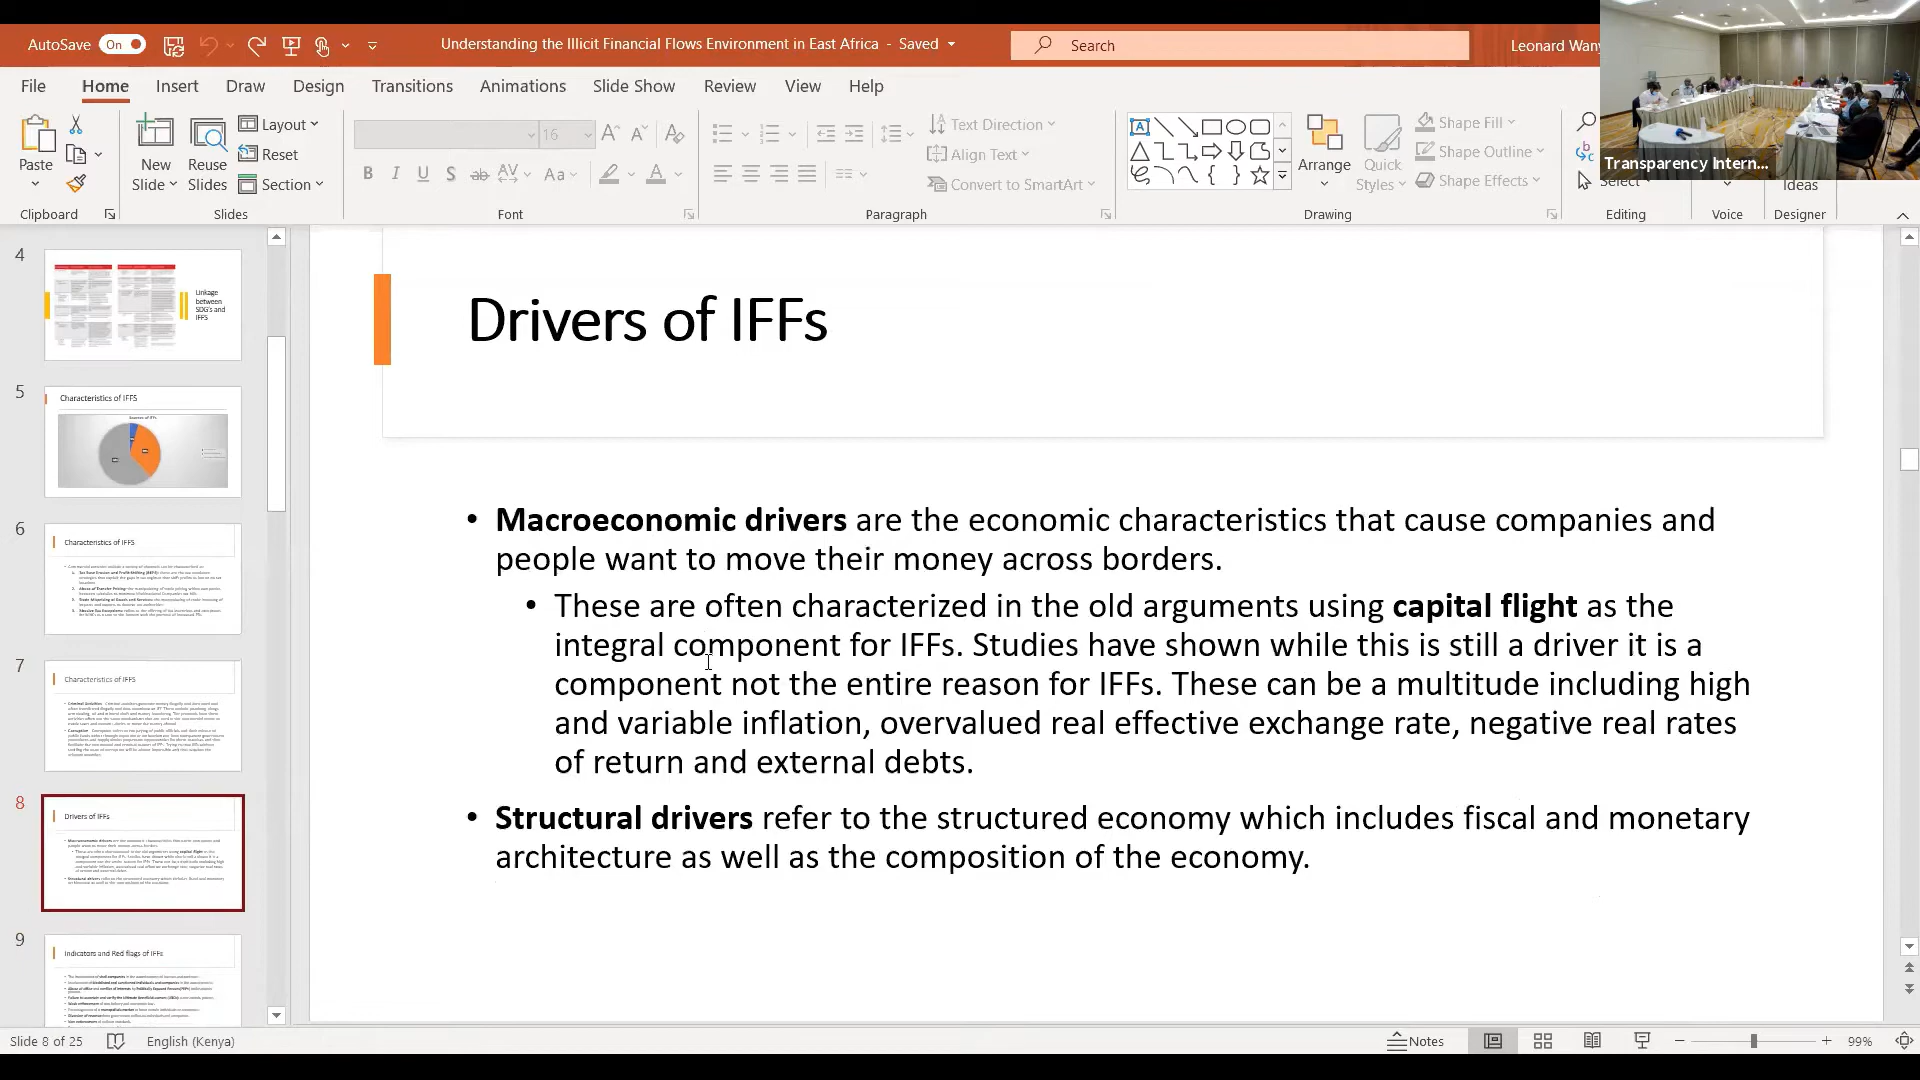 AutoSave On
Understanding the Illicit Financial Flows Environment in East Africa - Saved
Search
Leonard Wany
File Home Insert Draw Design Transitions Animations Slide Show Review View Help
Paste
New Slide
Reuse Slides
Layout
Reset
Section
16
B I U S ab AV Aa A
Text Direction
Align Text
Convert to SmartArt
Arrange
Quick Styles
Shape Fill
Shape Outline
Shape Effects
Select
Ideas
Clipboard Slides Font Paragraph Drawing Editing Voice Designer
Transparency Intern...
4
Linkage
between
SDG's and
IFFS
5
Characteristics of IFFS
Sources of IFFs
6
Characteristics of IFFS
7
Characteristics of IFFS
8
Drivers of IFFs
9
Indicators and Red flags of IFFs
Drivers of IFFs
• Macroeconomic drivers are the economic characteristics that cause companies and
people want to move their money across borders.
• These are often characterized in the old arguments using capital flight as the
integral component for IFFs. Studies have shown while this is still a driver it is a
component not the entire reason for IFFs. These can be a multitude including high
and variable inflation, overvalued real effective exchange rate, negative real rates
of return and external debts.
• Structural drivers refer to the structured economy which includes fiscal and monetary
architecture as well as the composition of the economy.
Slide 8 of 25
English (Kenya)
Notes
99%